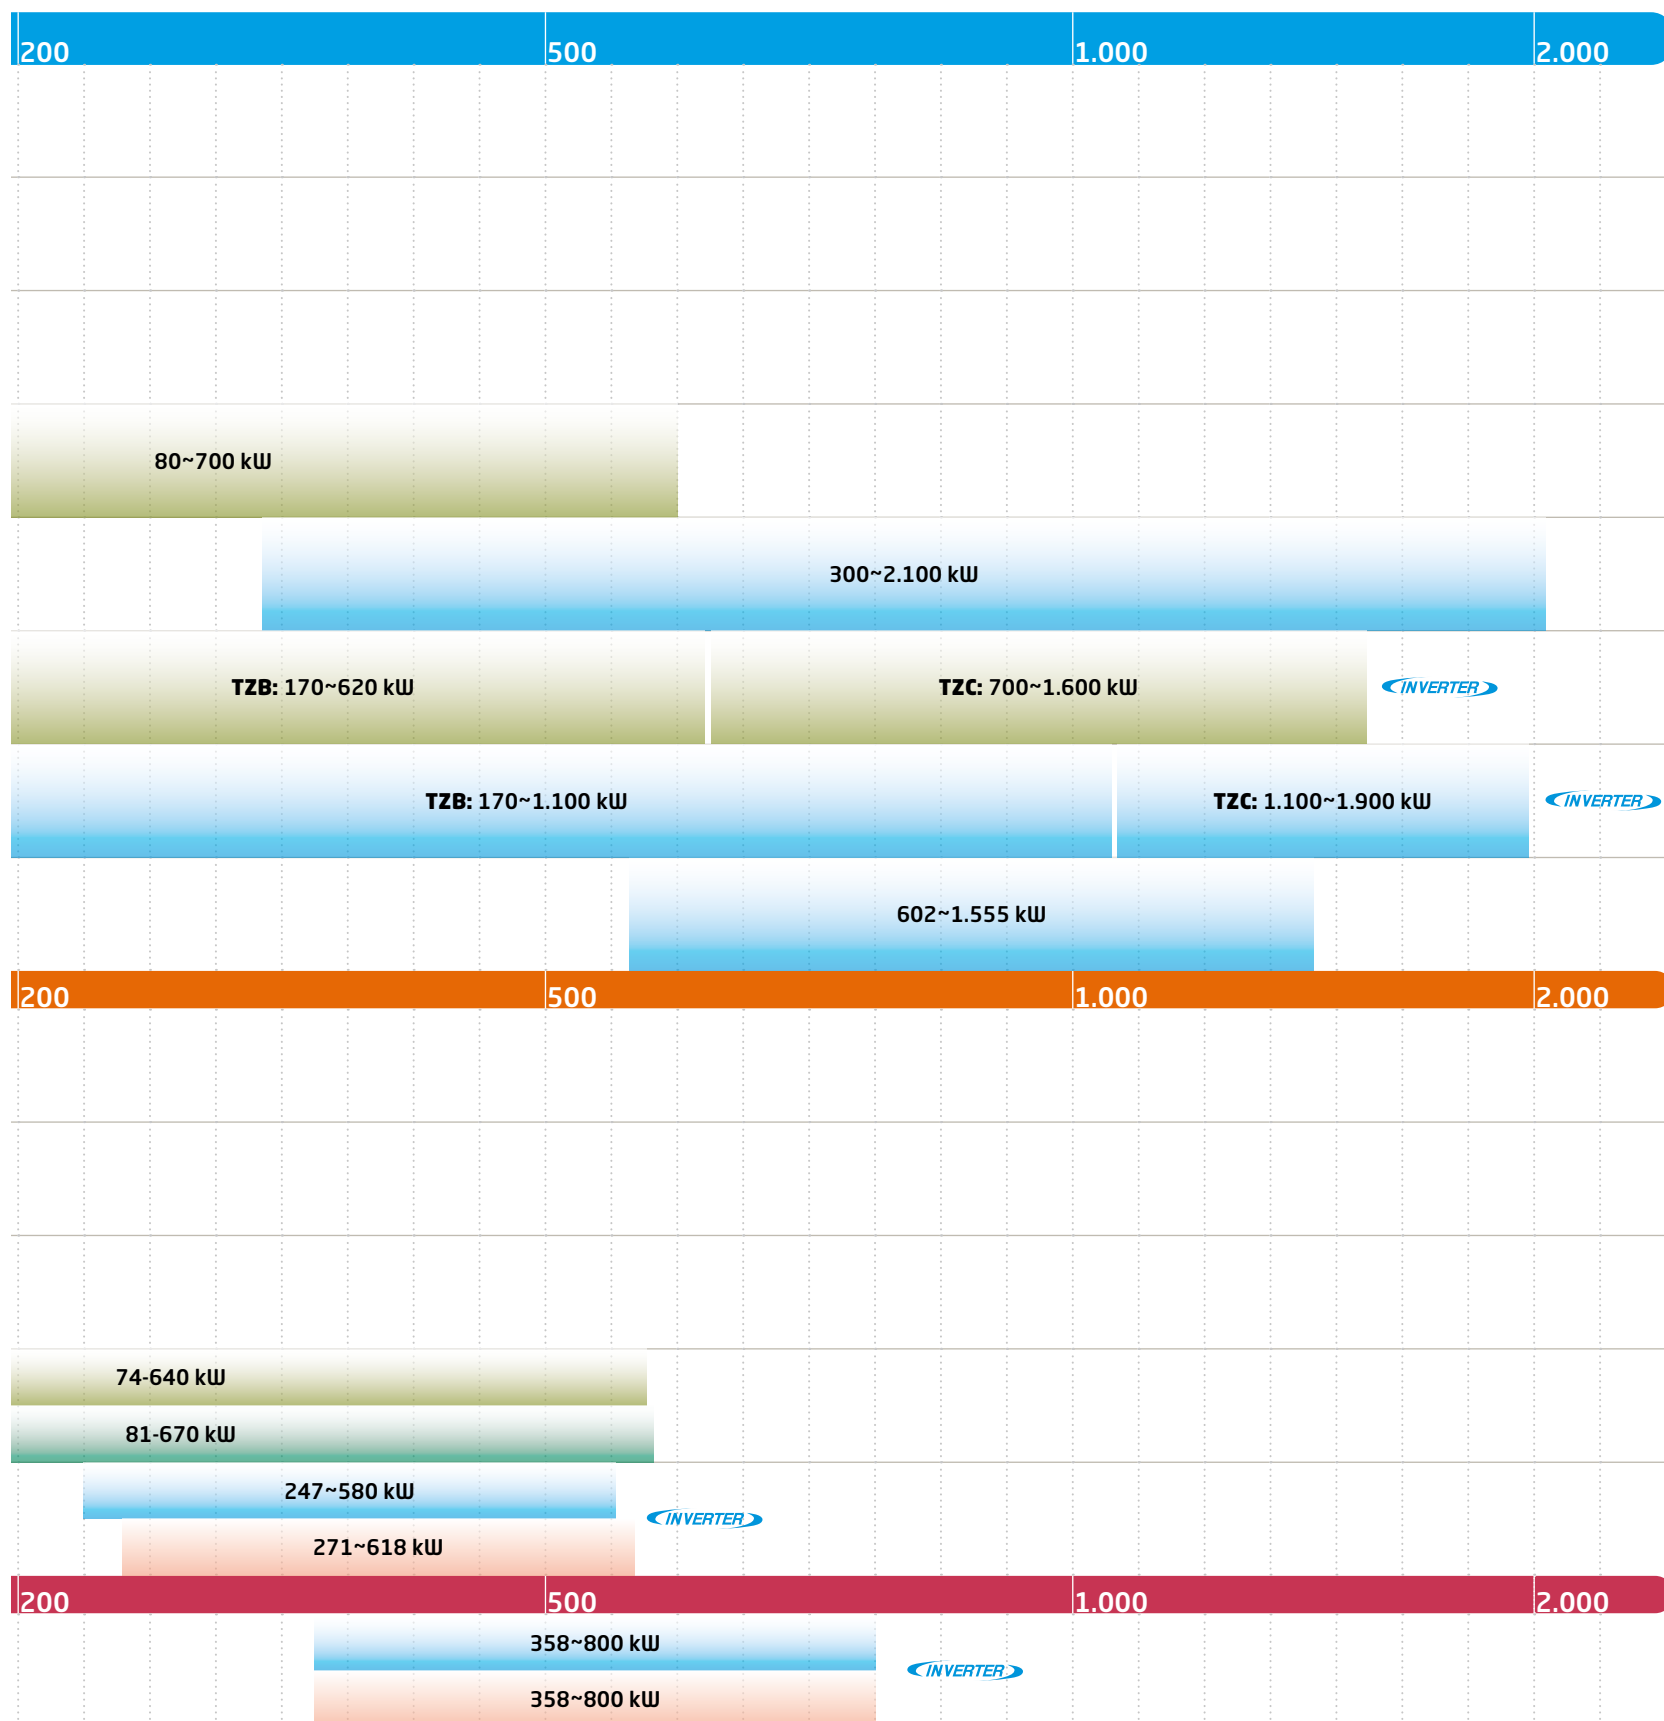 200 500 1.000 2.000
80~700 kW
300~2.100 kW
TZB: 170~620 kW TZC: 700~1.600 kW INVERTER
TZB: 170~1.100 kW TZC: 1.100~1.900 kW INVERTER
602~1.555 kW
200 500 1.000 2.000
74-640 kW
81-670 kW
247~580 kW
INVERTER
271~618 kW
200 500 1.000 2.000
358~800 kW
INVERTER
358~800 kW